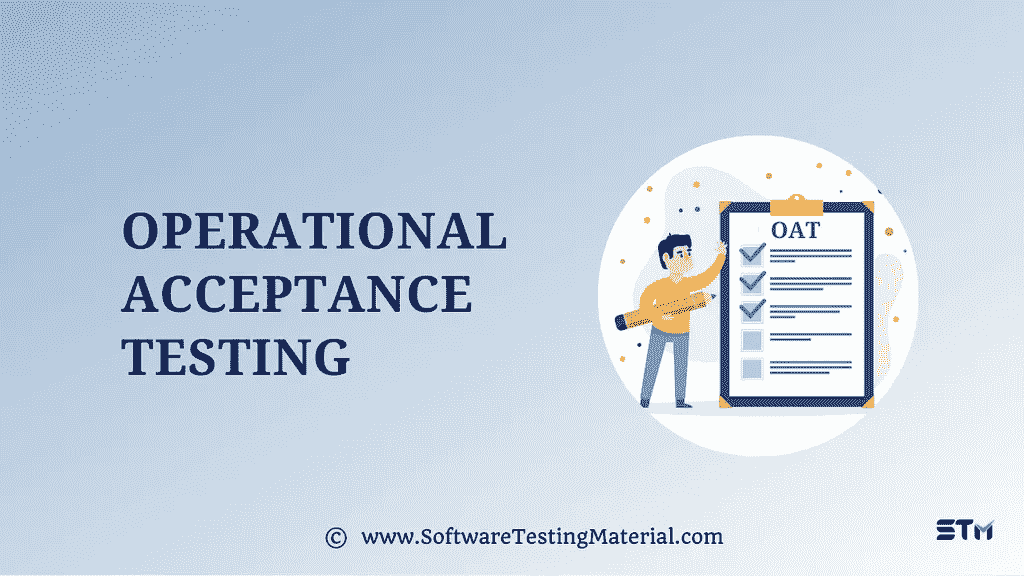 OPERATIONAL
ACCEPTANCE
TESTING
OAT
© www.SoftwareTestingMaterial.com
STM